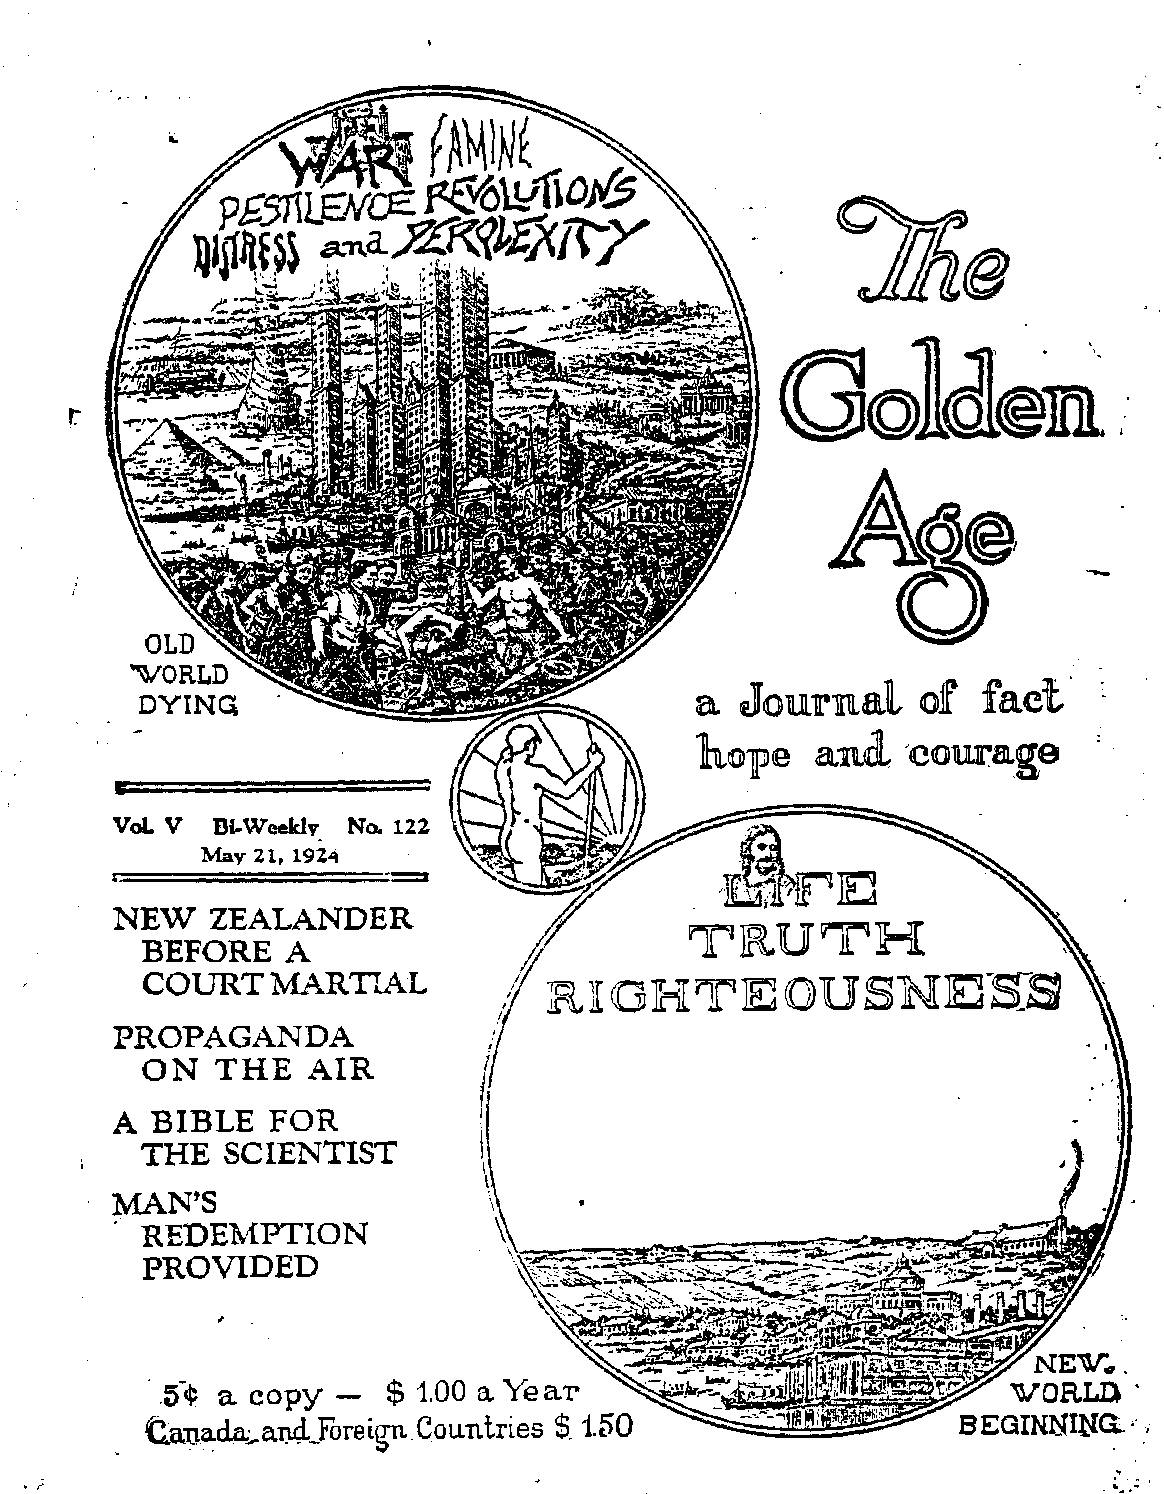 WAR FAMINE
PESTILENCE REVOLUTIONS
DISTRESS and PERPLEXITY
The
Golden
Age
OLD
WORLD
DYING
a Journal of fact
hope and courage
Vol. V Bi-Weekly No. 122
May 21, 1924
NEW ZEALANDER
BEFORE A
COURT MARTIAL
PROPAGANDA
ON THE AIR
A BIBLE FOR
THE SCIENTIST
MAN'S
REDEMPTION
PROVIDED
LIFE
TRUTH
RIGHTEOUSNESS
5¢ a copy — $ 1.00 a Year
Canada and Foreign Countries $ 1.50
NEW
WORLD
BEGINNING